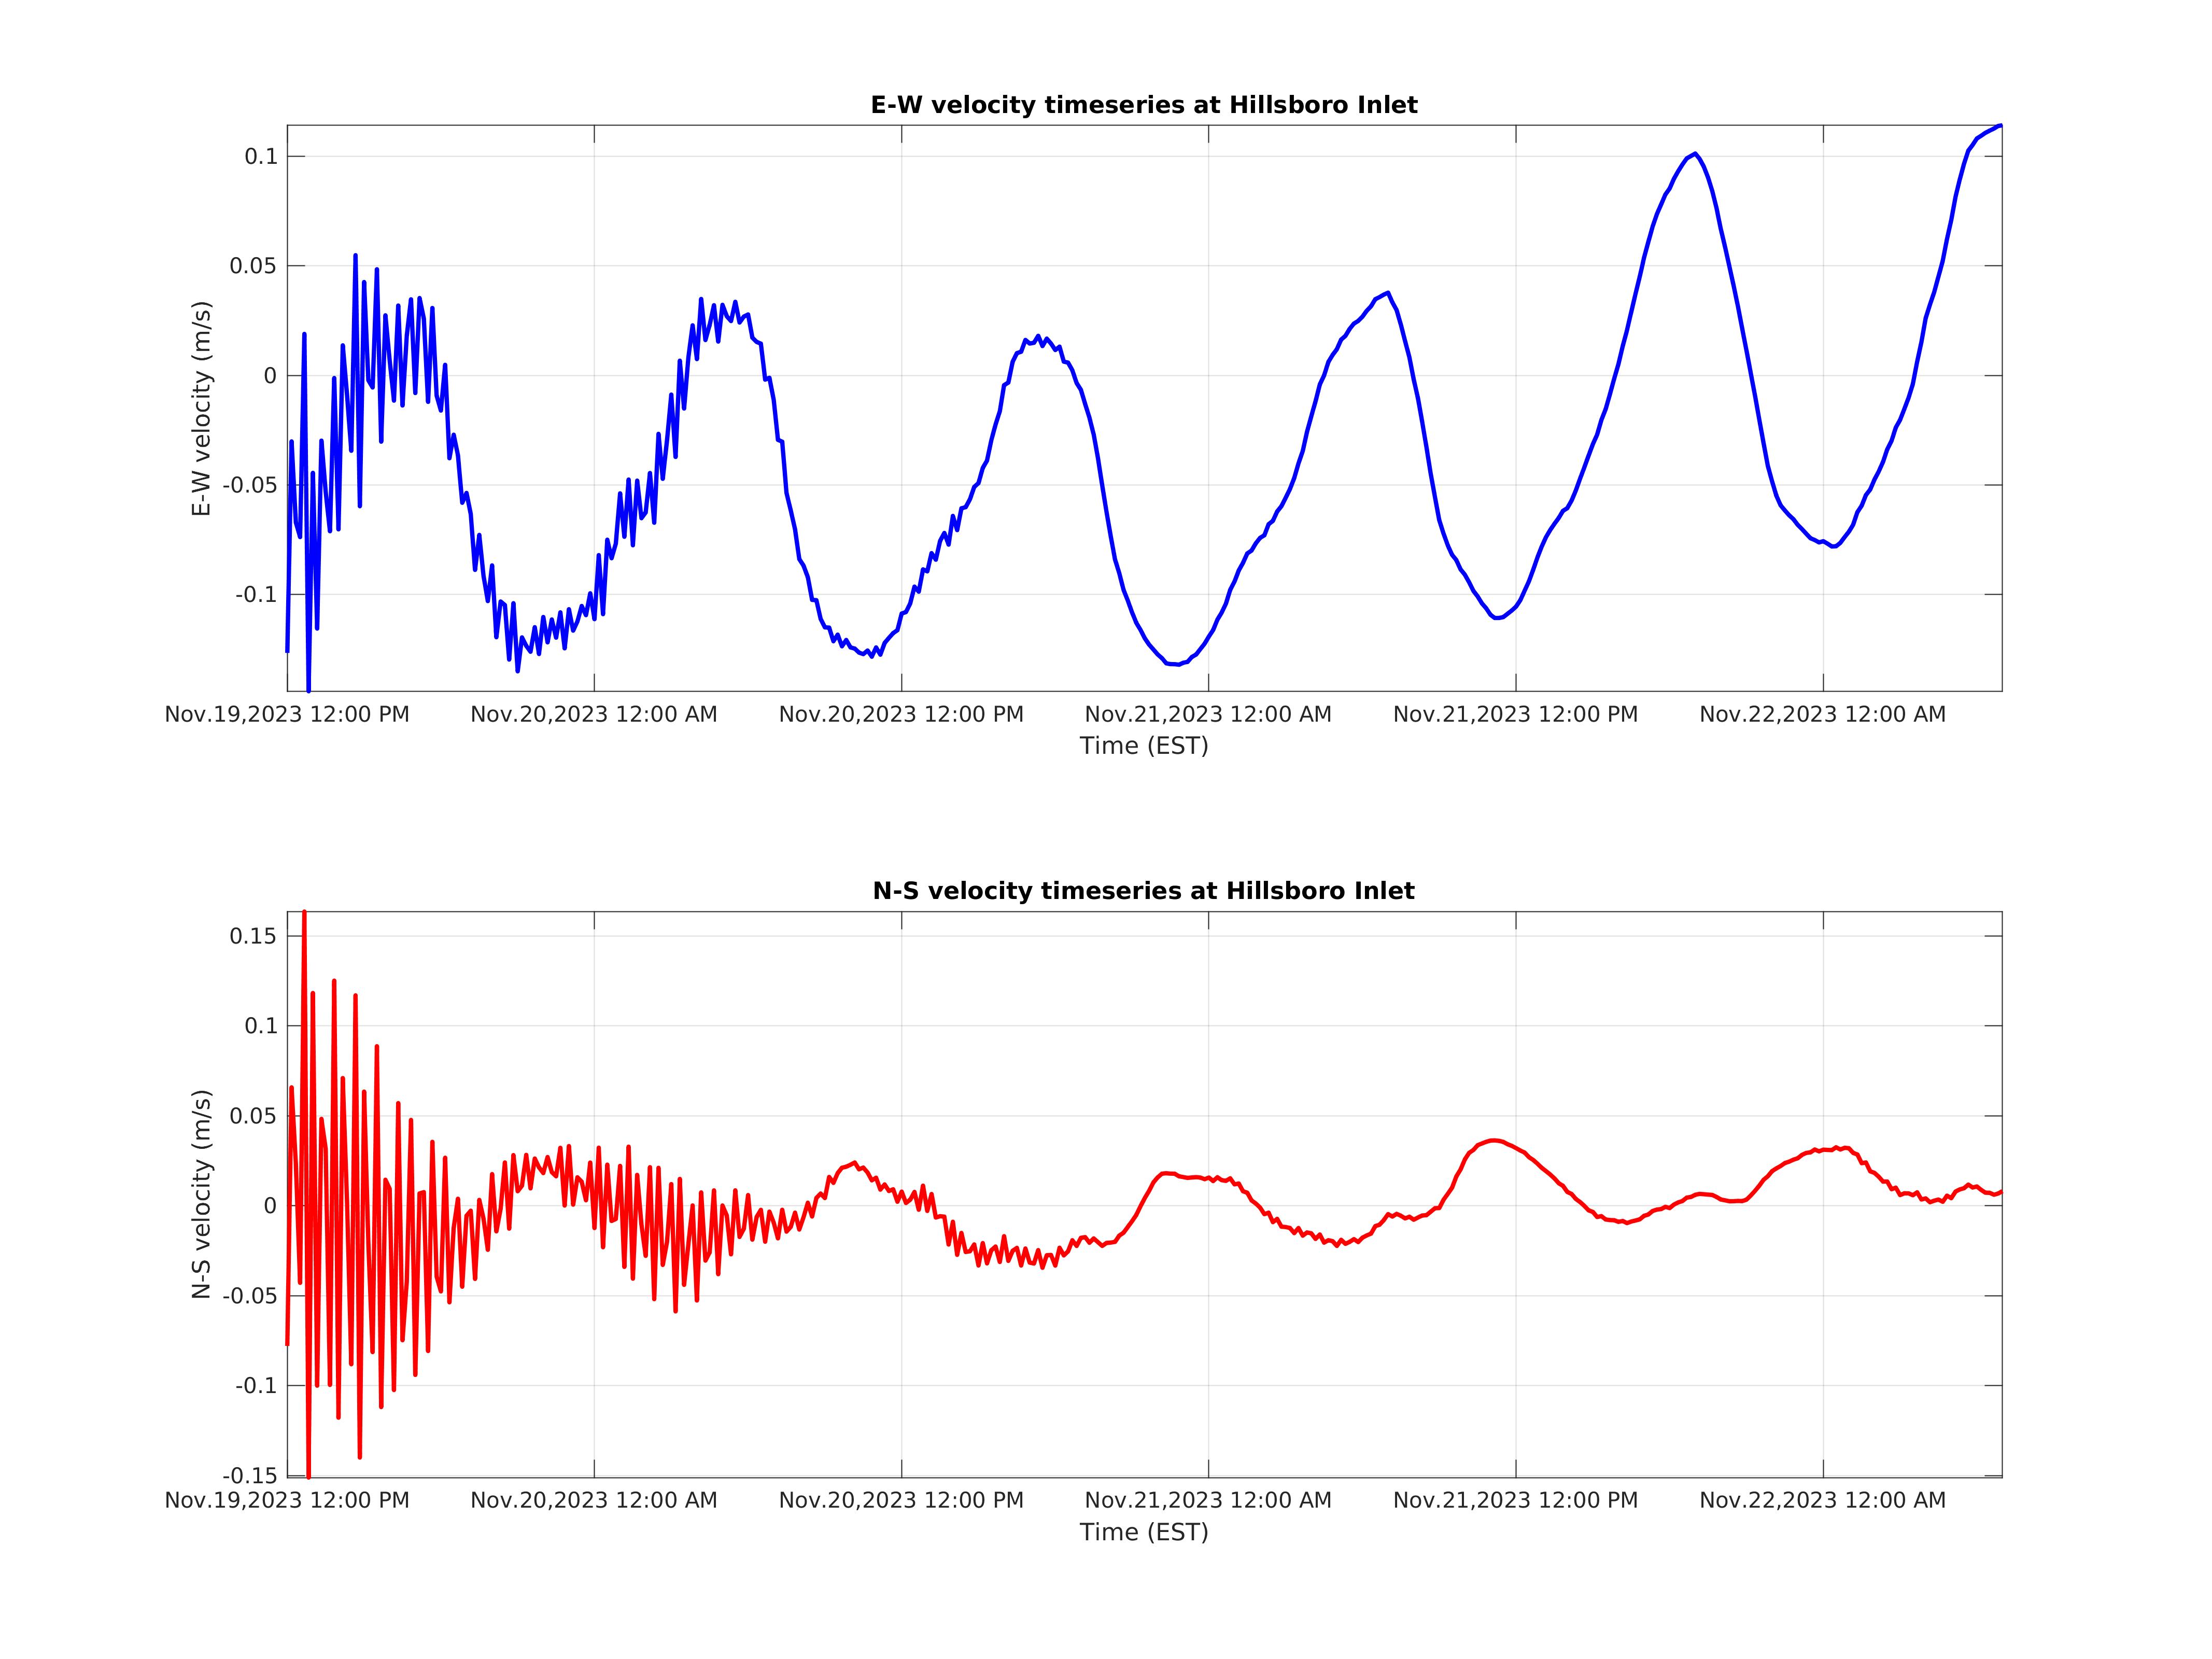 E-W velocity timeseries at Hillsboro Inlet
0.1
0.05
0
-0.05
-0.1
E-W velocity (m/s)
Nov.19,2023 12:00 PM Nov.20,2023 12:00 AM Nov.20,2023 12:00 PM Nov.21,2023 12:00 AM Nov.21,2023 12:00 PM Nov.22,2023 12:00 AM
Time (EST)
N-S velocity timeseries at Hillsboro Inlet
0.15
0.1
0.05
0
-0.05
-0.1
-0.15
N-S velocity (m/s)
Nov.19,2023 12:00 PM Nov.20,2023 12:00 AM Nov.20,2023 12:00 PM Nov.21,2023 12:00 AM Nov.21,2023 12:00 PM Nov.22,2023 12:00 AM
Time (EST)